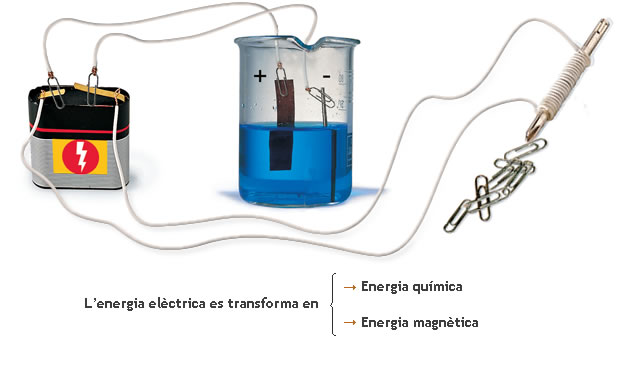 + -
L'energia elèctrica es transforma en
→ Energia química
→ Energia magnètica